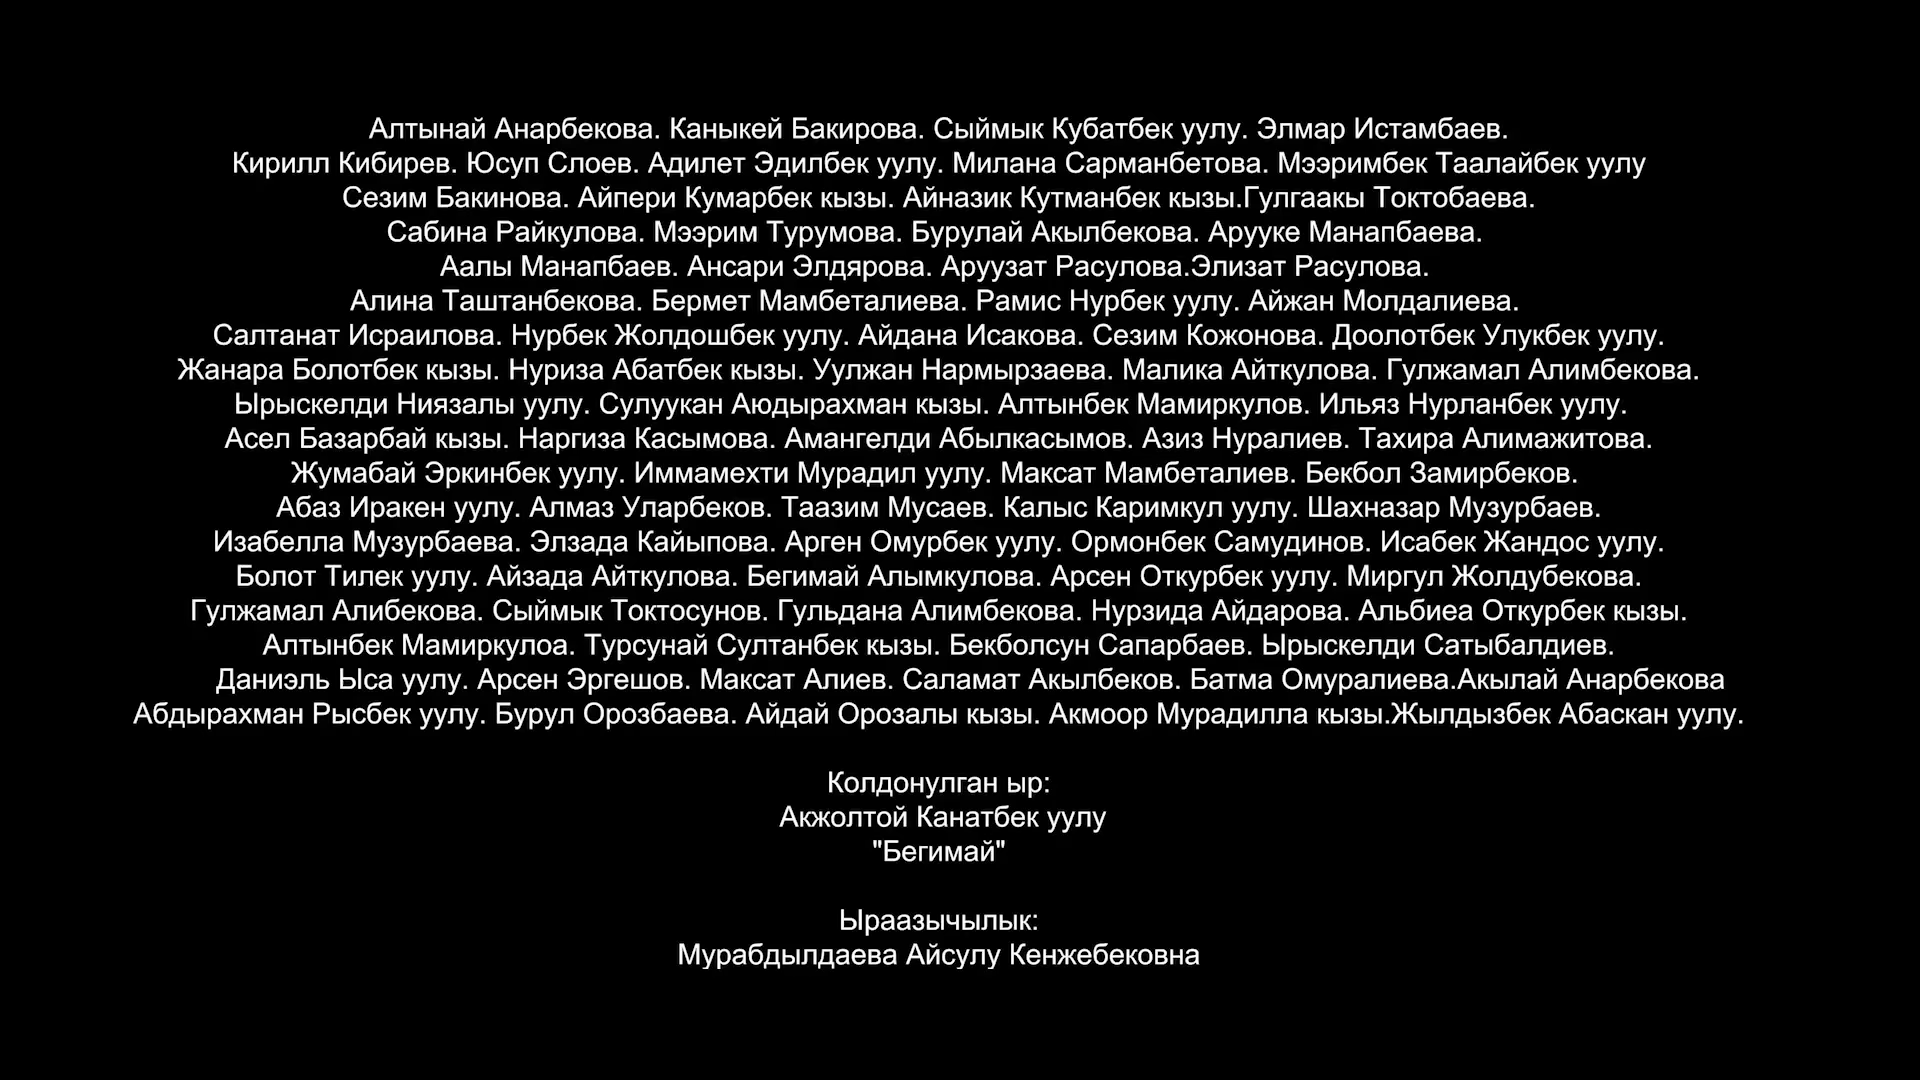 Алтынай Анарбекова. Каныкей Бакирова. Сыймык Кубатбек уулу. Элмар Истамбаев.
Кирилл Кибирев. Юсуп Слоев. Адилет Эдилбек уулу. Милана Сарманбетова. Мээримбек Таалайбек уулу
Сезим Бакинова. Айпери Кумарбек кызы. Айназик Кутманбек кызы.Гулгаакы Токтобаева.
Сабина Райкулова. Мээрим Турумова. Бурулай Акылбекова. Арууке Манапбаева.
Аалы Манапбаев. Ансари Элдярова. Аруузат Расулова.Элизат Расулова.
Алина Таштанбекова. Бермет Мамбеталиева. Рамис Нурбек уулу. Айжан Молдалиева.
Салтанат Исраилова. Нурбек Жолдошбек уулу. Айдана Исакова. Сезим Кожонова. Доолотбек Улукбек уулу.
Жанара Болотбек кызы. Нуриза Абатбек кызы. Уулжан Нармырзаева. Малика Айткулова. Гулжамал Алимбекова.
Ырыскелди Ниязалы уулу. Сулуукан Аюдырахман кызы. Алтынбек Мамиркулов. Ильяз Нурланбек уулу.
Асел Базарбай кызы. Наргиза Касымова. Амангелди Абылкасымов. Азиз Нуралиев. Тахира Алимажитова.
Жумабай Эркинбек уулу. Иммамехти Мурадил уулу. Максат Мамбеталиев. Бекбол Замирбеков.
Абаз Иракен уулу. Алмаз Уларбеков. Таазим Мусаев. Калыс Каримкул уулу. Шахназар Музурбаев.
Изабелла Музурбаева. Элзада Кайыпова. Арген Омурбек уулу. Ормонбек Самудинов. Исабек Жандос уулу.
Болот Тилек уулу. Айзада Айткулова. Бегимай Алымкулова. Арсен Откурбек уулу. Миргул Жолдубекова.
Гулжамал Алибекова. Сыймык Токтосунов. Гульдана Алимбекова. Нурзида Айдарова. Альбиеа Откурбек кызы.
Алтынбек Мамиркулоа. Турсунай Султанбек кызы. Бекболсун Сапарбаев. Ырыскелди Сатыбалдиев.
Даниэль Ыса уулу. Арсен Эргешов. Максат Алиев. Саламат Акылбеков. Батма Омуралиева.Акылай Анарбекова
Абдырахман Рысбек уулу. Бурул Орозбаева. Айдай Орозалы кызы. Акмоор Мурадилла кызы.Жылдызбек Абаскан уулу.
Колдонулган ыр:
Акжолтой Канатбек уулу
"Бегимай"
Ыраазычылык:
Мурабдылдаева Айсулу Кенжебековна